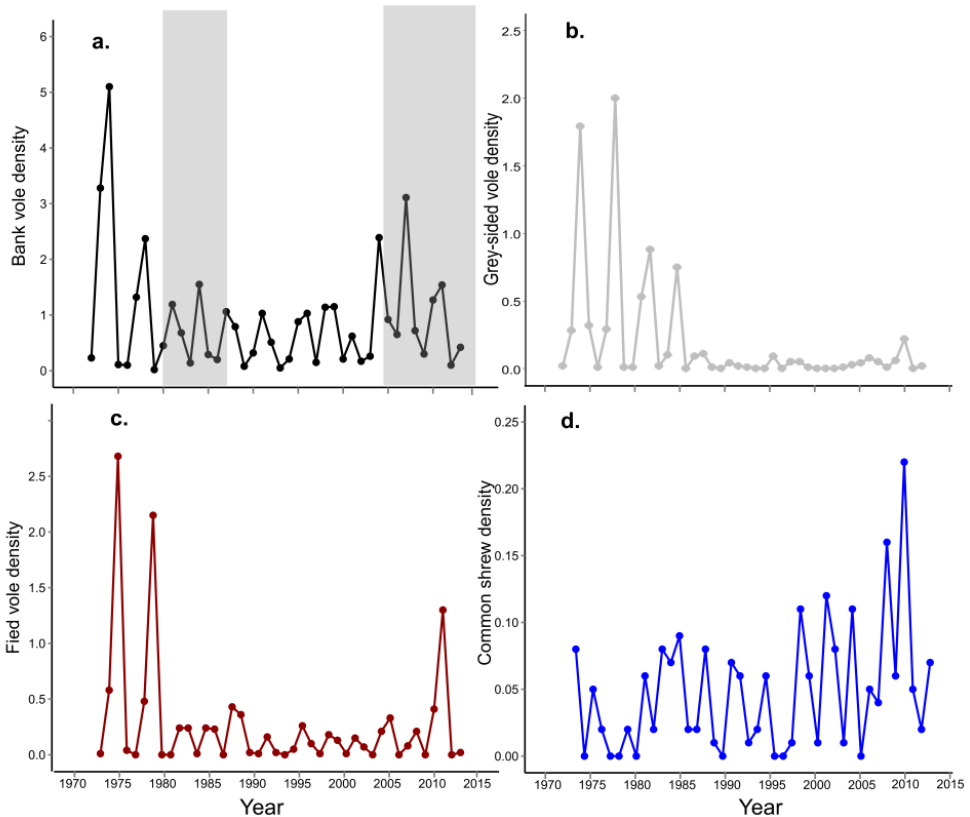 a.
Bank vole density
6
5
4
3
2
1
0
b.
Grey-sided vole density
2.5
2.0
1.5
1.0
0.5
0.0
c.
Fied vole density
2.5
2.0
1.5
1.0
0.5
0.0
1970 1975 1980 1985 1990 1995 2000 2005 2010 2015
Year
d.
Common shrew density
0.25
0.20
0.15
0.10
0.05
0.00
1970 1975 1980 1985 1990 1995 2000 2005 2010 2015
Year